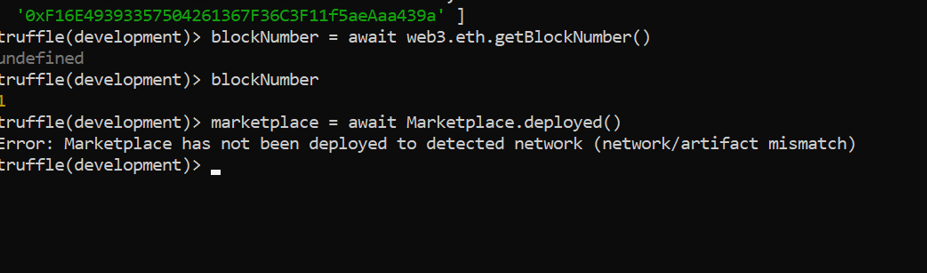 '0xF16E49393357504261367F36C3F11f5aeAaa439a' ]
truffle(development)> blockNumber = await web3.eth.getBlockNumber()
undefined
truffle(development)> blockNumber
1
truffle(development)> marketplace = await Marketplace.deployed()
Error: Marketplace has not been deployed to detected network (network/artifact mismatch)
truffle(development)>